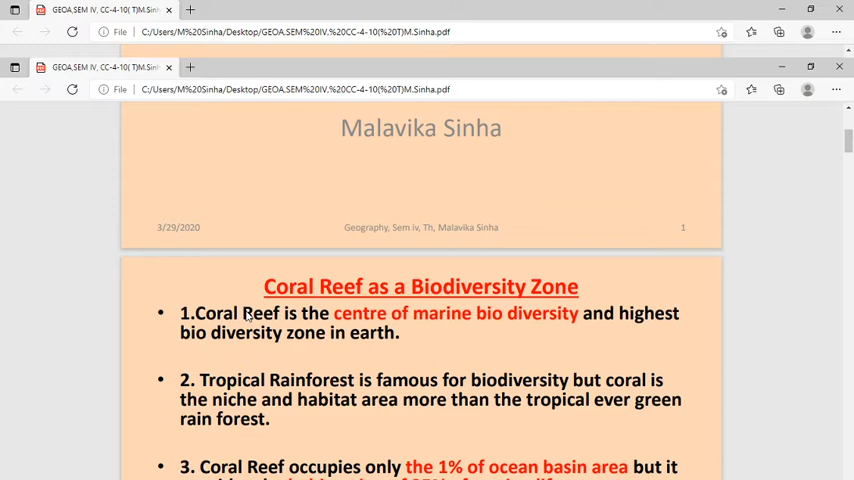 GEOA,SEM IV, CC-4-10( T)M.Sinh
File C:/Users/M%20Sinha/Desktop/GEOA,SEM%20IV,%20CC-4-10(%20T)M.Sinha.pdf
GEOA,SEM IV, CC-4-10( T)M.Sinh
File C:/Users/M%20Sinha/Desktop/GEOA,SEM%20IV,%20CC-4-10(%20T)M.Sinha.pdf
Malavika Sinha
3/29/2020 Geography, Sem iv, Th, Malavika Sinha 1
Coral Reef as a Biodiversity Zone
• 1.Coral Reef is the centre of marine bio diversity and highest
bio diversity zone in earth.
• 2. Tropical Rainforest is famous for biodiversity but coral is
the niche and habitat area more than the tropical ever green
rain forest.
• 3. Coral Reef occupies only the 1% of ocean basin area but it